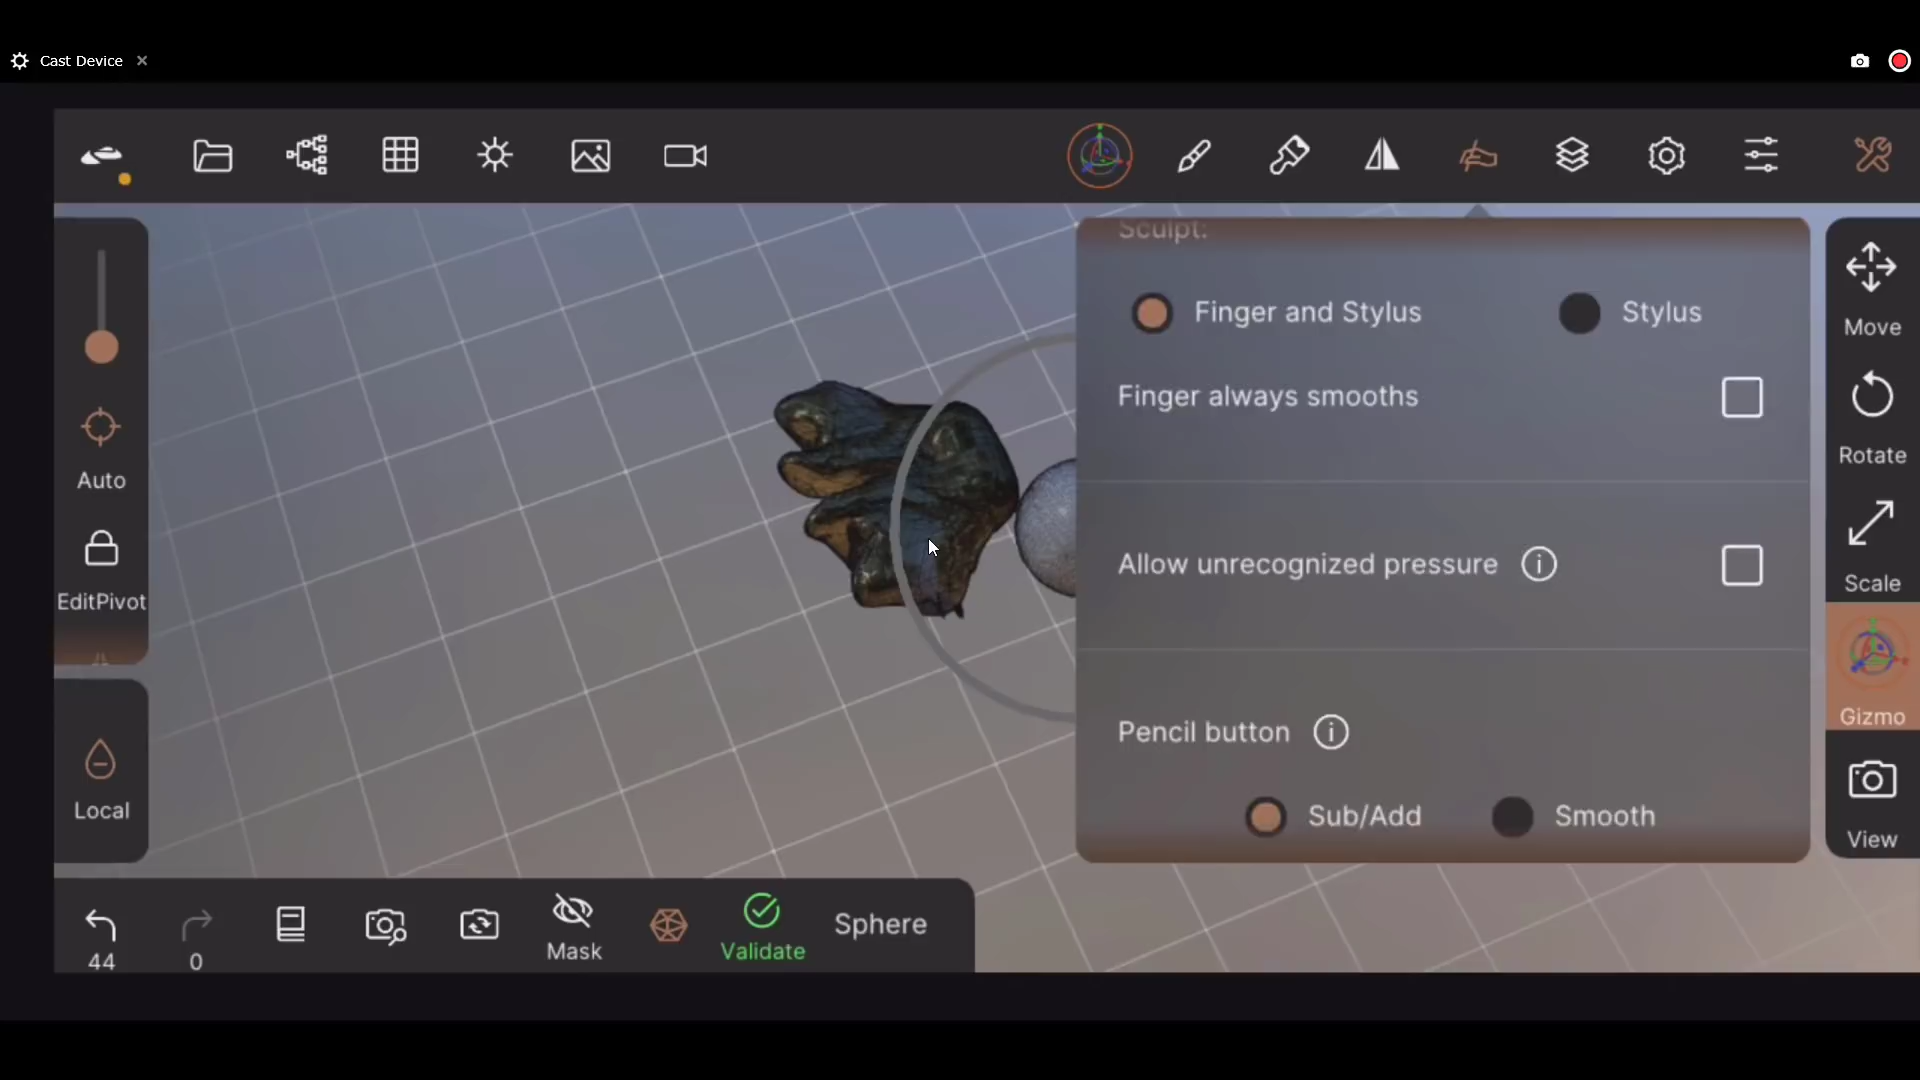 Cast Device
Sculpt:
Finger and Stylus
Stylus
Move
Finger always smooths
Rotate
Auto
Allow unrecognized pressure
Scale
EditPivot
Gizmo
Pencil button
Local
Sub/Add
Smooth
View
Sphere
44
0
Mask
Validate